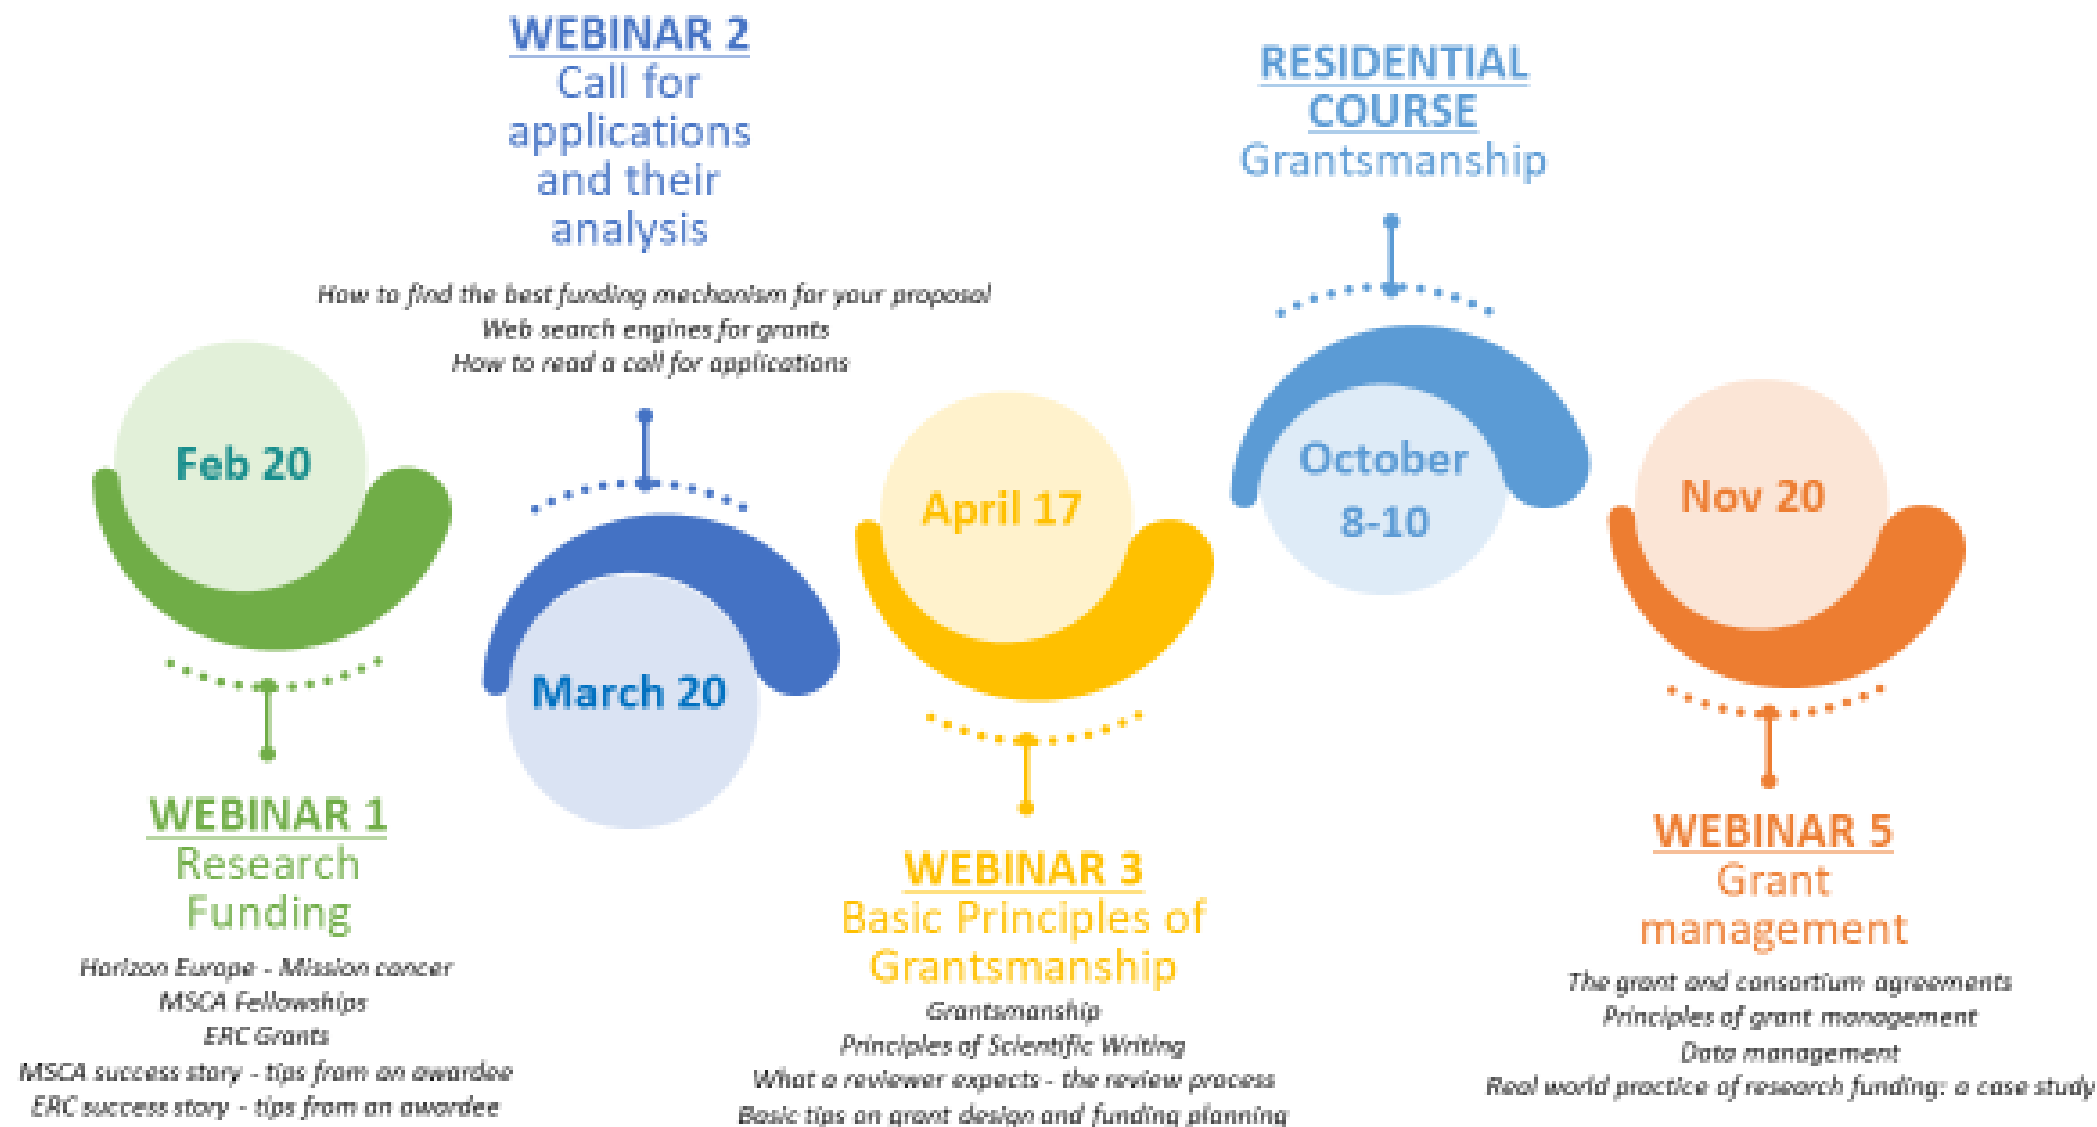 WEBINAR 2
Call for
applications
and their
analysis
How to find the best funding mechanism for your proposal
Web search engines for grants
How to read a call for applications
RESIDENTIAL
COURSE
Grantsmanship
Feb 20
March 20
April 17
October
8-10
Nov 20
WEBINAR 1
Research
Funding
Horizon Europe - Mission cancer
MSCA Fellowships
ERC Grants
MSCA success story - tips from an awardee
ERC success story - tips from an awardee
WEBINAR 3
Basic Principles of
Grantsmanship
Grantsmanship
Principles of Scientific Writing
What a reviewer expects - the review process
Basic tips on grant design and funding planning
WEBINAR 5
Grant
management
The grant and consortium agreements
Principles of grant management
Data management
Real world practice of research funding: a case study